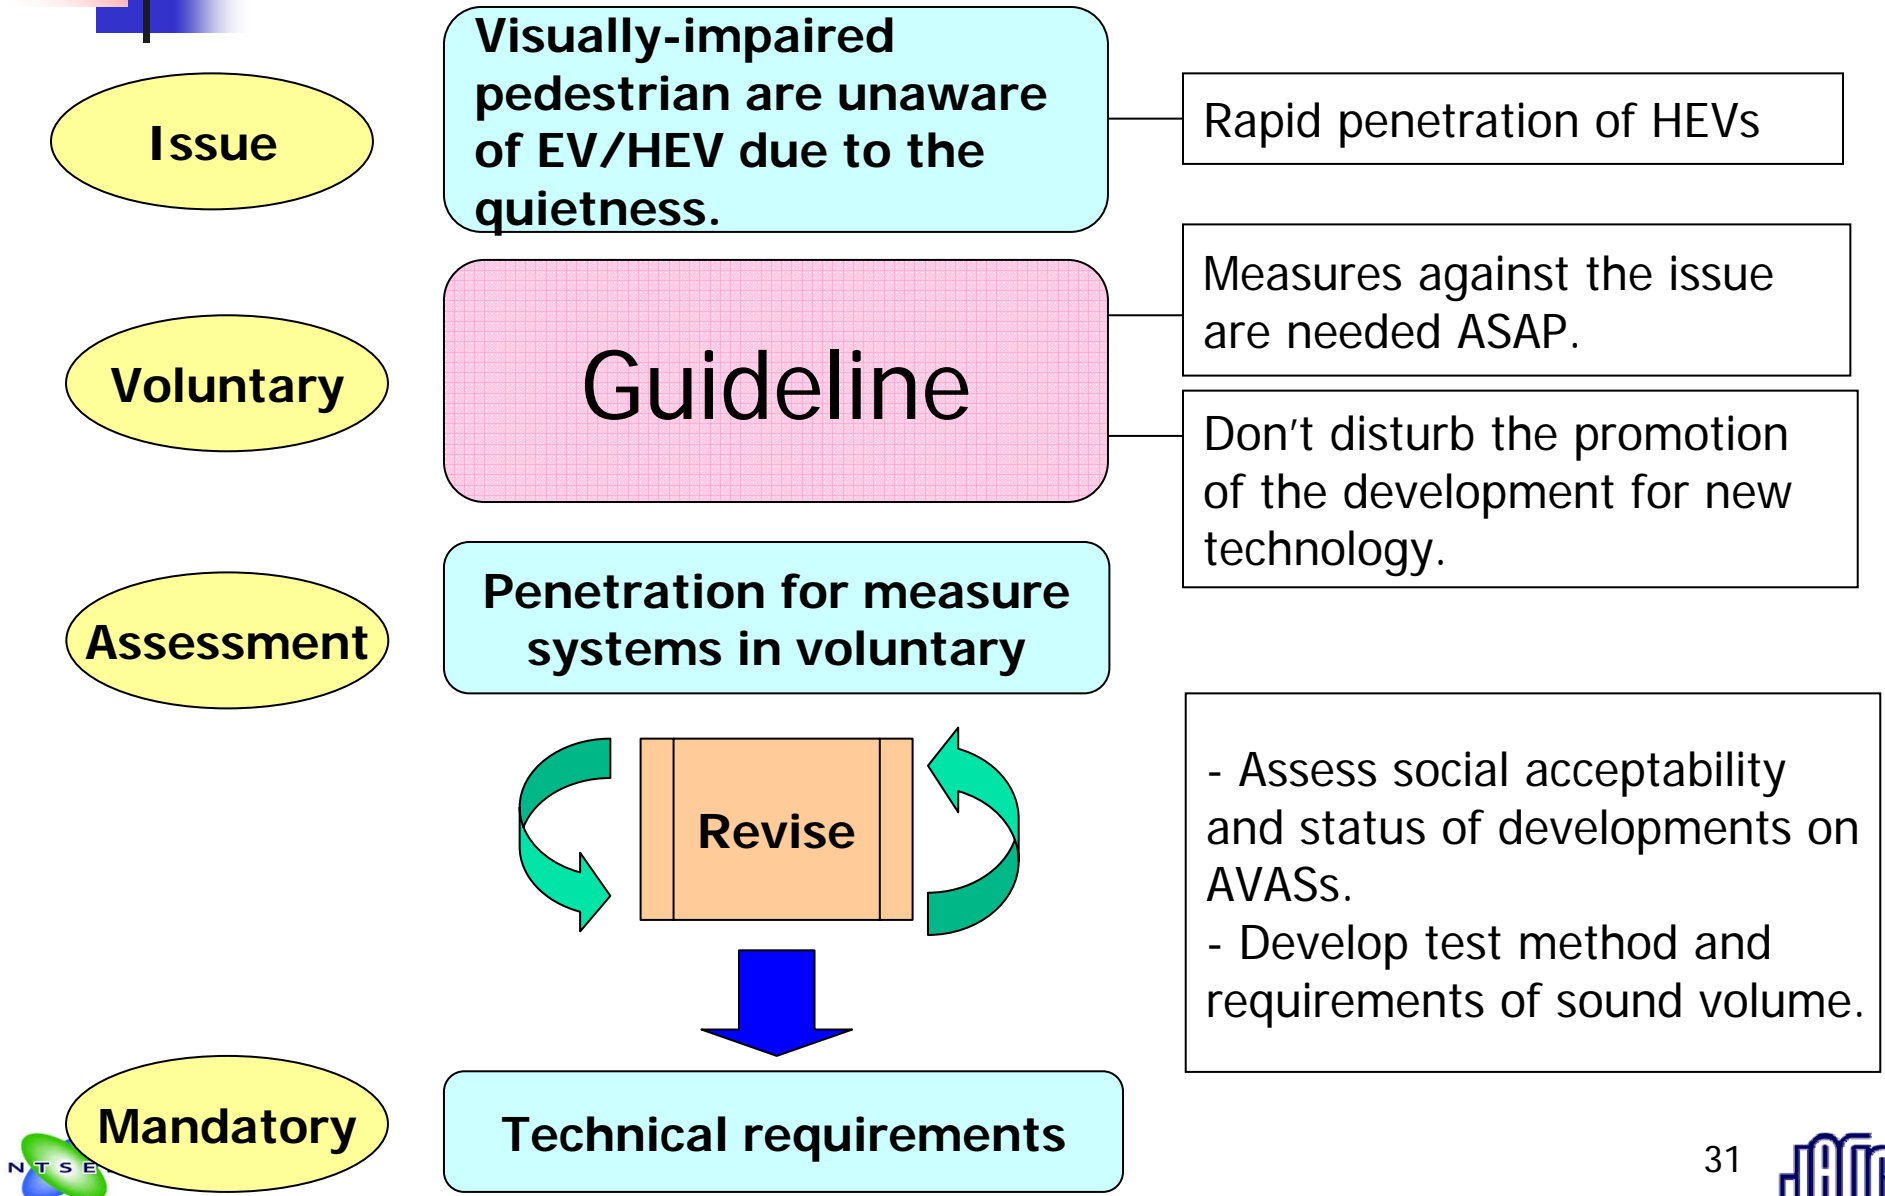 Issue
Visually-impaired
pedestrian are unaware
of EV/HEV due to the
quietness.
Rapid penetration of HEVs
Voluntary
Guideline
Measures against the issue
are needed ASAP.
Don't disturb the promotion
of the development for new
technology.
Assessment
Penetration for measure
systems in voluntary
Revise
- Assess social acceptability
and status of developments on
AVASs.
- Develop test method and
requirements of sound volume.
Mandatory
Technical requirements
31